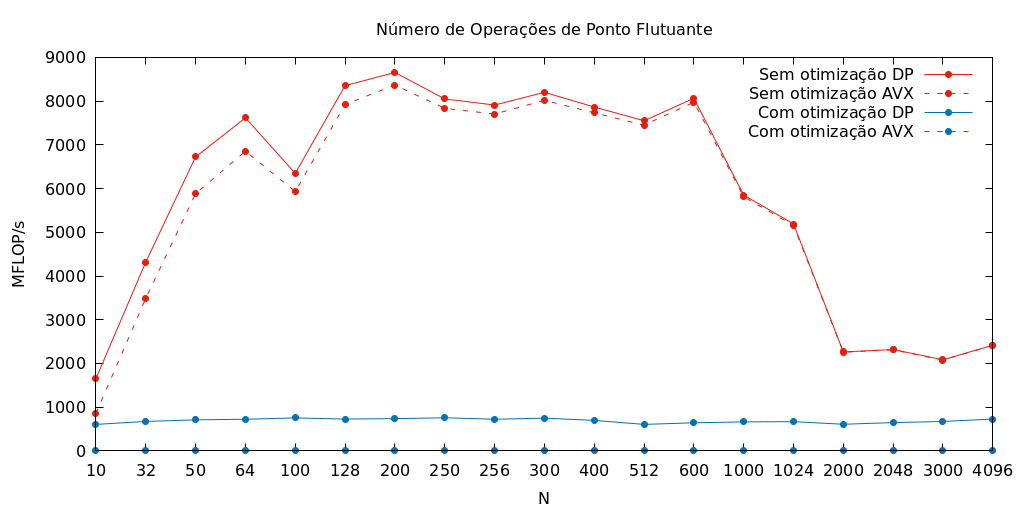 Número de Operações de Ponto Flutuante
9000
8000
7000
6000
5000
4000
3000
2000
1000
0
MFLOP/s
Sem otimização DP
Sem otimização AVX
Com otimização DP
Com otimização AVX
10 32 50 64 100 128 200 250 256 300 400 512 600 1000 1024 2000 2048 3000 4096
N